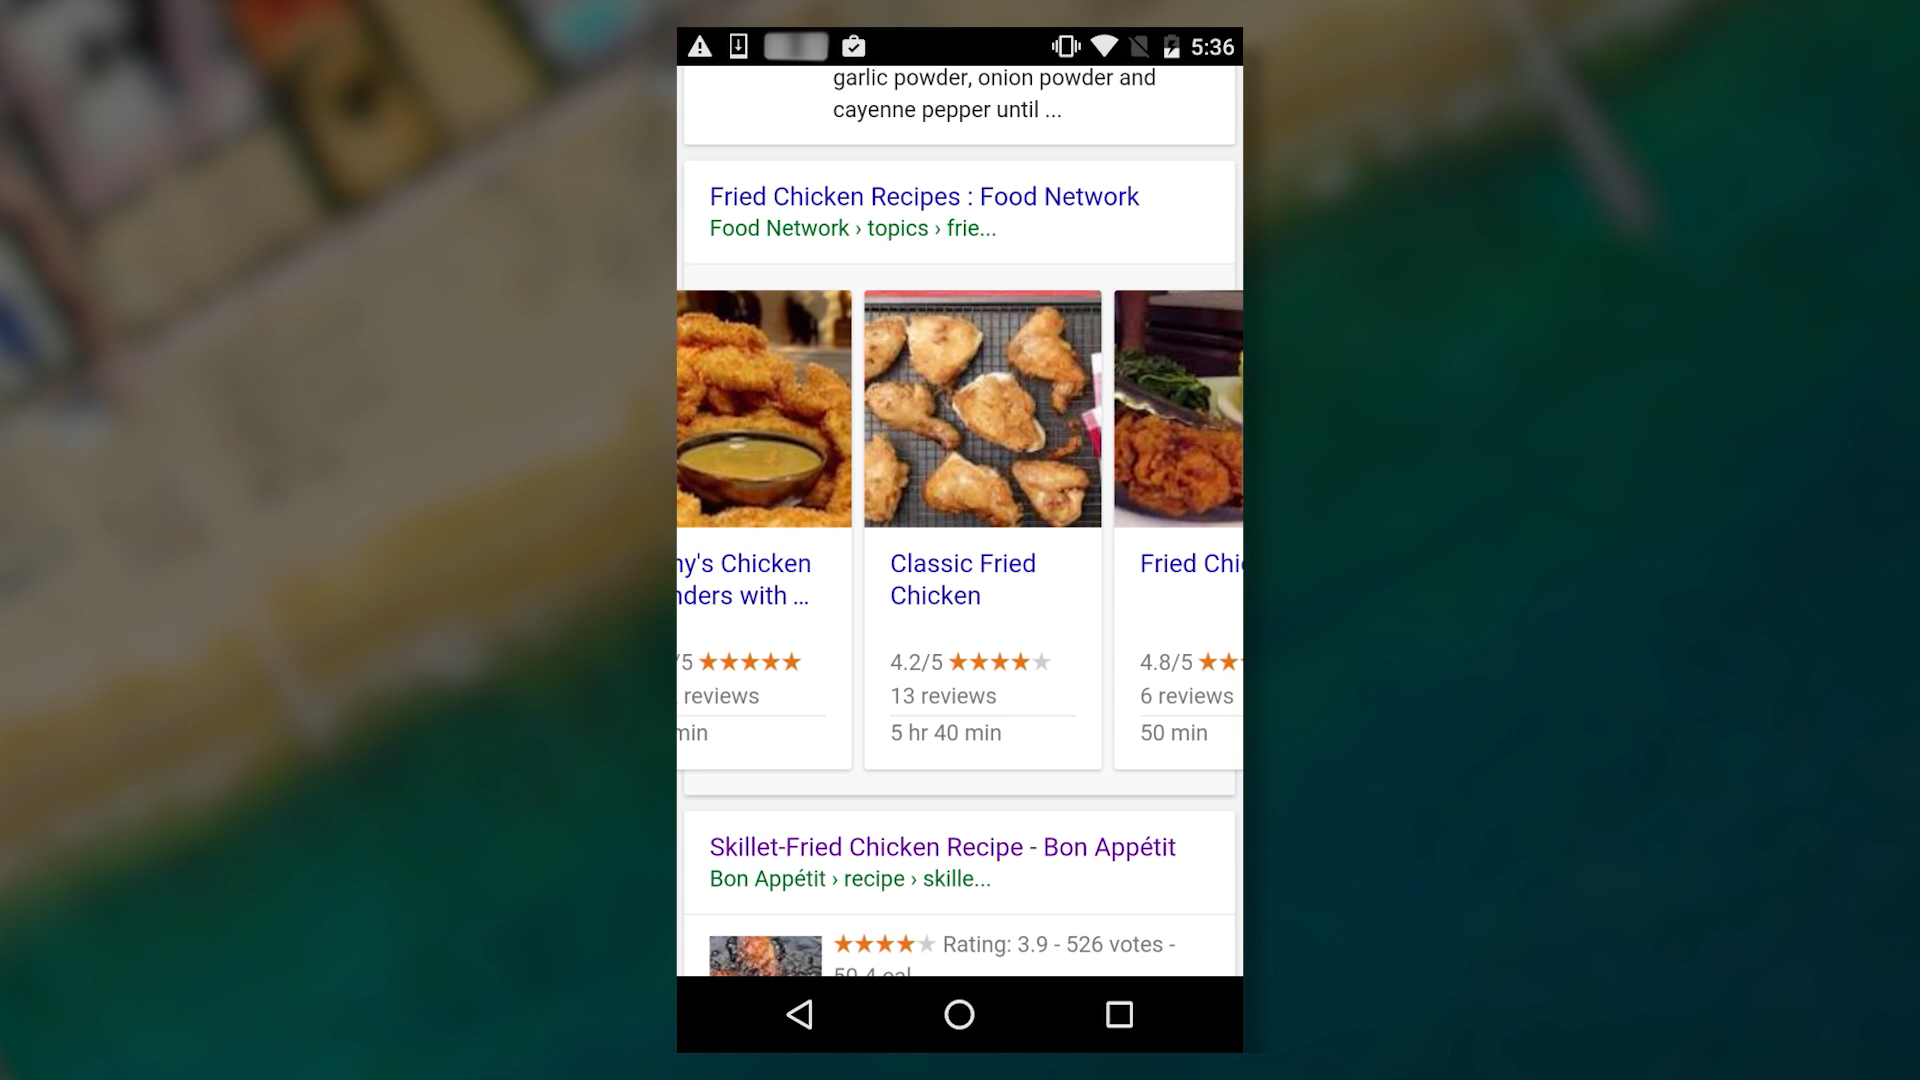 5:36
garlic powder, onion powder and
cayenne pepper until ...
Fried Chicken Recipes : Food Network
Food Network › topics › frie...
ny's Chicken
nders with ...
/5
reviews
min
Classic Fried
Chicken
4.2/5
13 reviews
5 hr 40 min
Fried Chi
4.8/5
6 reviews
50 min
Skillet-Fried Chicken Recipe - Bon Appétit
Bon Appétit › recipe › skille...
Rating: 3.9 - 526 votes -